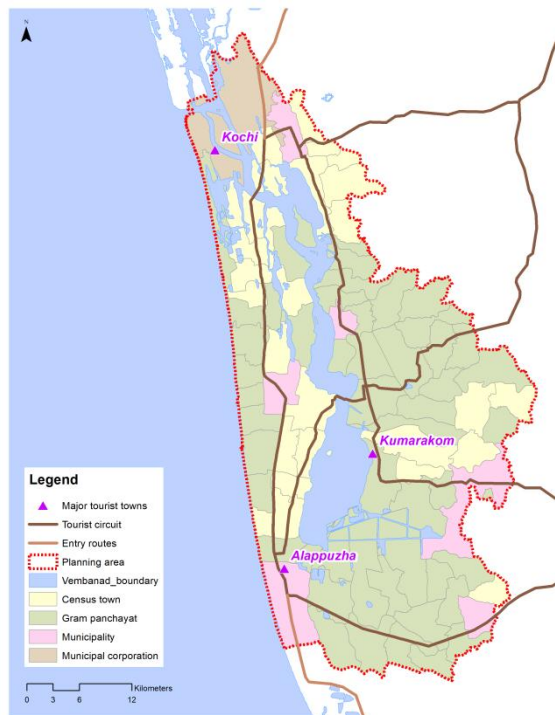 N
Kochi
Kumarakom
Alappuzha
Legend
Major tourist towns
Tourist circuit
Entry routes
Planning area
Vembanad_boundary
Census town
Gram panchayat
Municipality
Municipal corporation
Kilometers
0 3 6 12